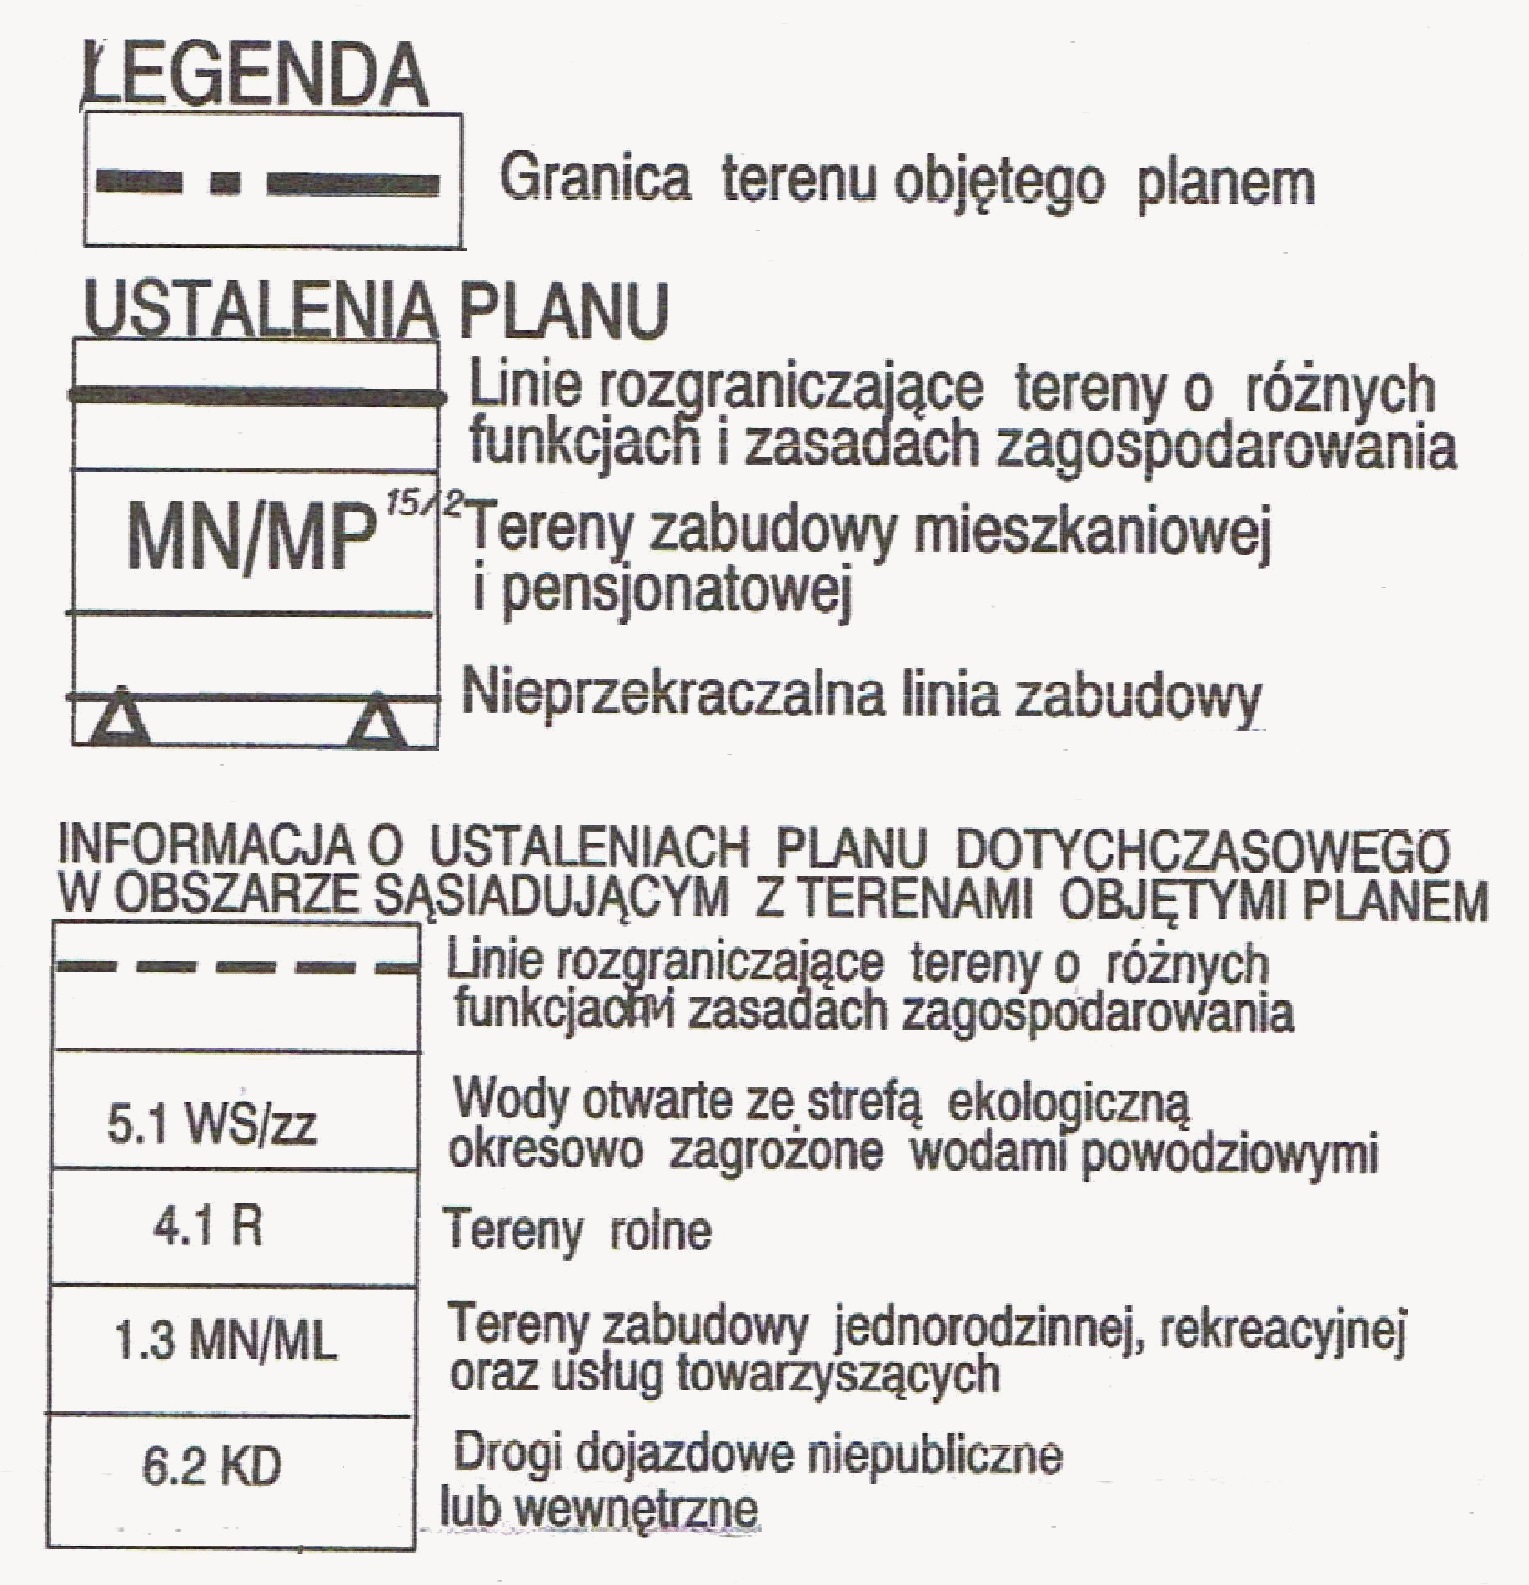 LEGENDA
Granica terenu objętego planem
USTALENIA PLANU
Linie rozgraniczające tereny o różnych
funkcjach i zasadach zagospodarowania
MN/MP 15/2 Tereny zabudowy mieszkaniowej
i pensjonatowej
Nieprzekraczalna linia zabudowy
INFORMACJA O USTALENIACH PLANU DOTYCHCZASOWEGO
W OBSZARZE SĄSIADUJĄCYM Z TERENAMI OBJĘTYMI PLANEM
Linie rozgraniczające tereny o różnych
funkcjach i zasadach zagospodarowania
5.1 WS/zz
Wody otwarte ze strefą ekologiczną
okresowo zagrożone wodami powodziowymi
4.1 R
Tereny rolne
1.3 MN/ML
Tereny zabudowy jednorodzinnej, rekreacyjnej
oraz usług towarzyszących
6.2 KD
Drogi dojazdowe niepubliczne
lub wewnętrzne